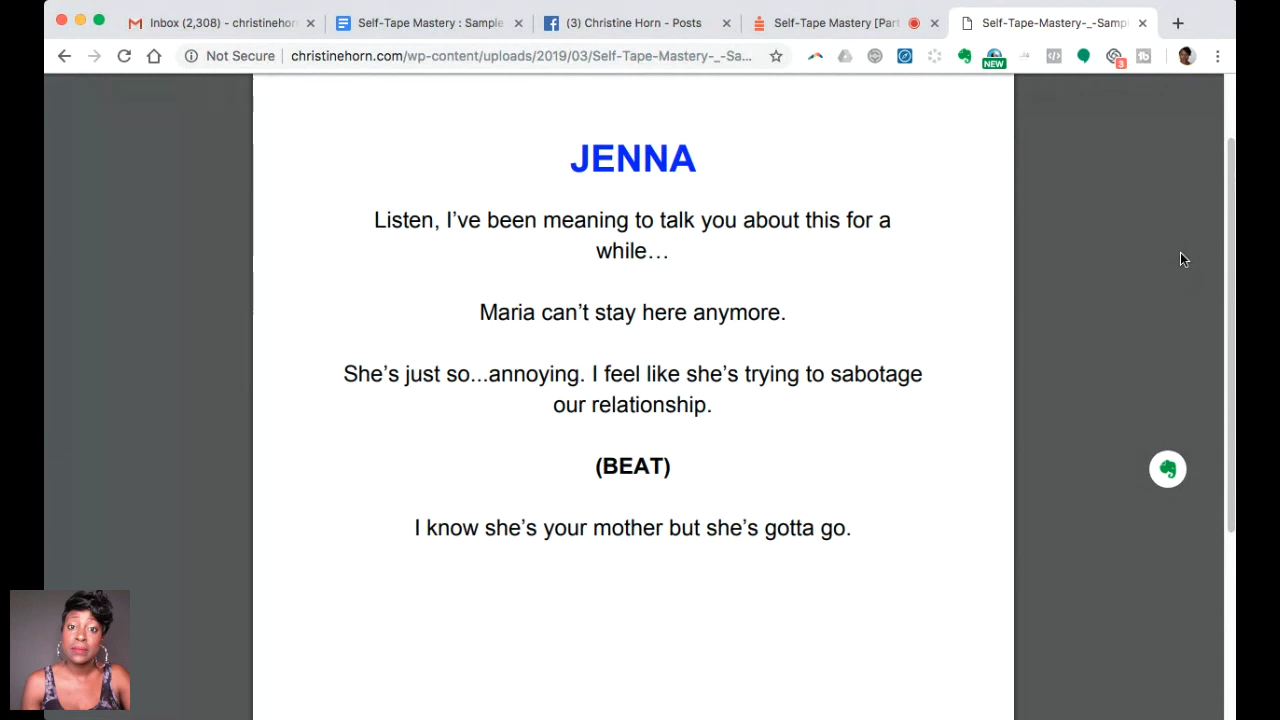 Inbox (2,308) - christinehor
Self-Tape Mastery : Sample
(3) Christine Horn - Posts
Self-Tape Mastery [Part
Self-Tape-Mastery-_-Samp
Not Secure
christinehorn.com/wp-content/uploads/2019/03/Self-Tape-Mastery-_-Sa...
NEW
3
JENNA
Listen, I've been meaning to talk you about this for a
while…
Maria can't stay here anymore.
She's just so...annoying. I feel like she's trying to sabotage
our relationship.
(BEAT)
I know she's your mother but she's gotta go.